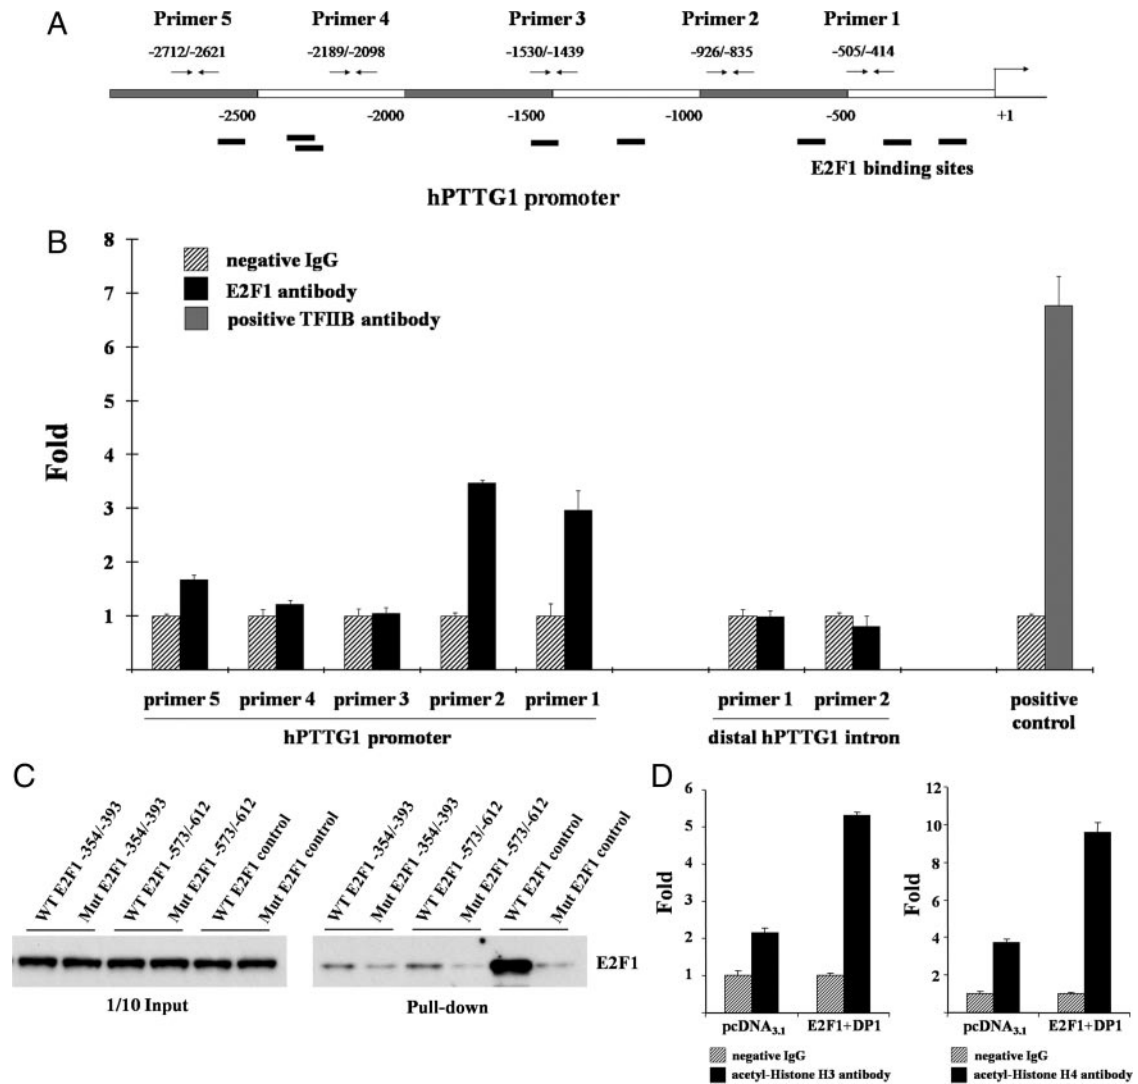 A
Primer 5 Primer 4 Primer 3 Primer 2 Primer 1
-2712/-2621 -2189/-2098 -1530/-1439 -926/-835 -505/-414
-2500 -2000 -1500 -1000 -500 +1
E2F1 binding sites
hPTTG1 promoter
B
8
7
6
5
4
3
2
1
Fold
negative IgG
E2F1 antibody
positive TFIIB antibody
primer 5 primer 4 primer 3 primer 2 primer 1 primer 1 primer 2 positive
control
hPTTG1 promoter distal hPTTG1 intron
C
WT E2F1 -354/-393
Mut E2F1 -354/-393
WT E2F1 -573/-612
Mut E2F1 -573/-612
WT E2F1 control
Mut E2F1 control
WT E2F1 -354/-393
Mut E2F1 -354/-393
WT E2F1 -573/-612
Mut E2F1 -573/-612
WT E2F1 control
Mut E2F1 control
E2F1
1/10 Input Pull-down
D
6
5
4
3
2
1
Fold
pcDNA3.1 E2F1+DP1
negative IgG
acetyl-Histone H3 antibody
12
10
8
6
4
2
Fold
pcDNA3.1 E2F1+DP1
negative IgG
acetyl-Histone H4 antibody